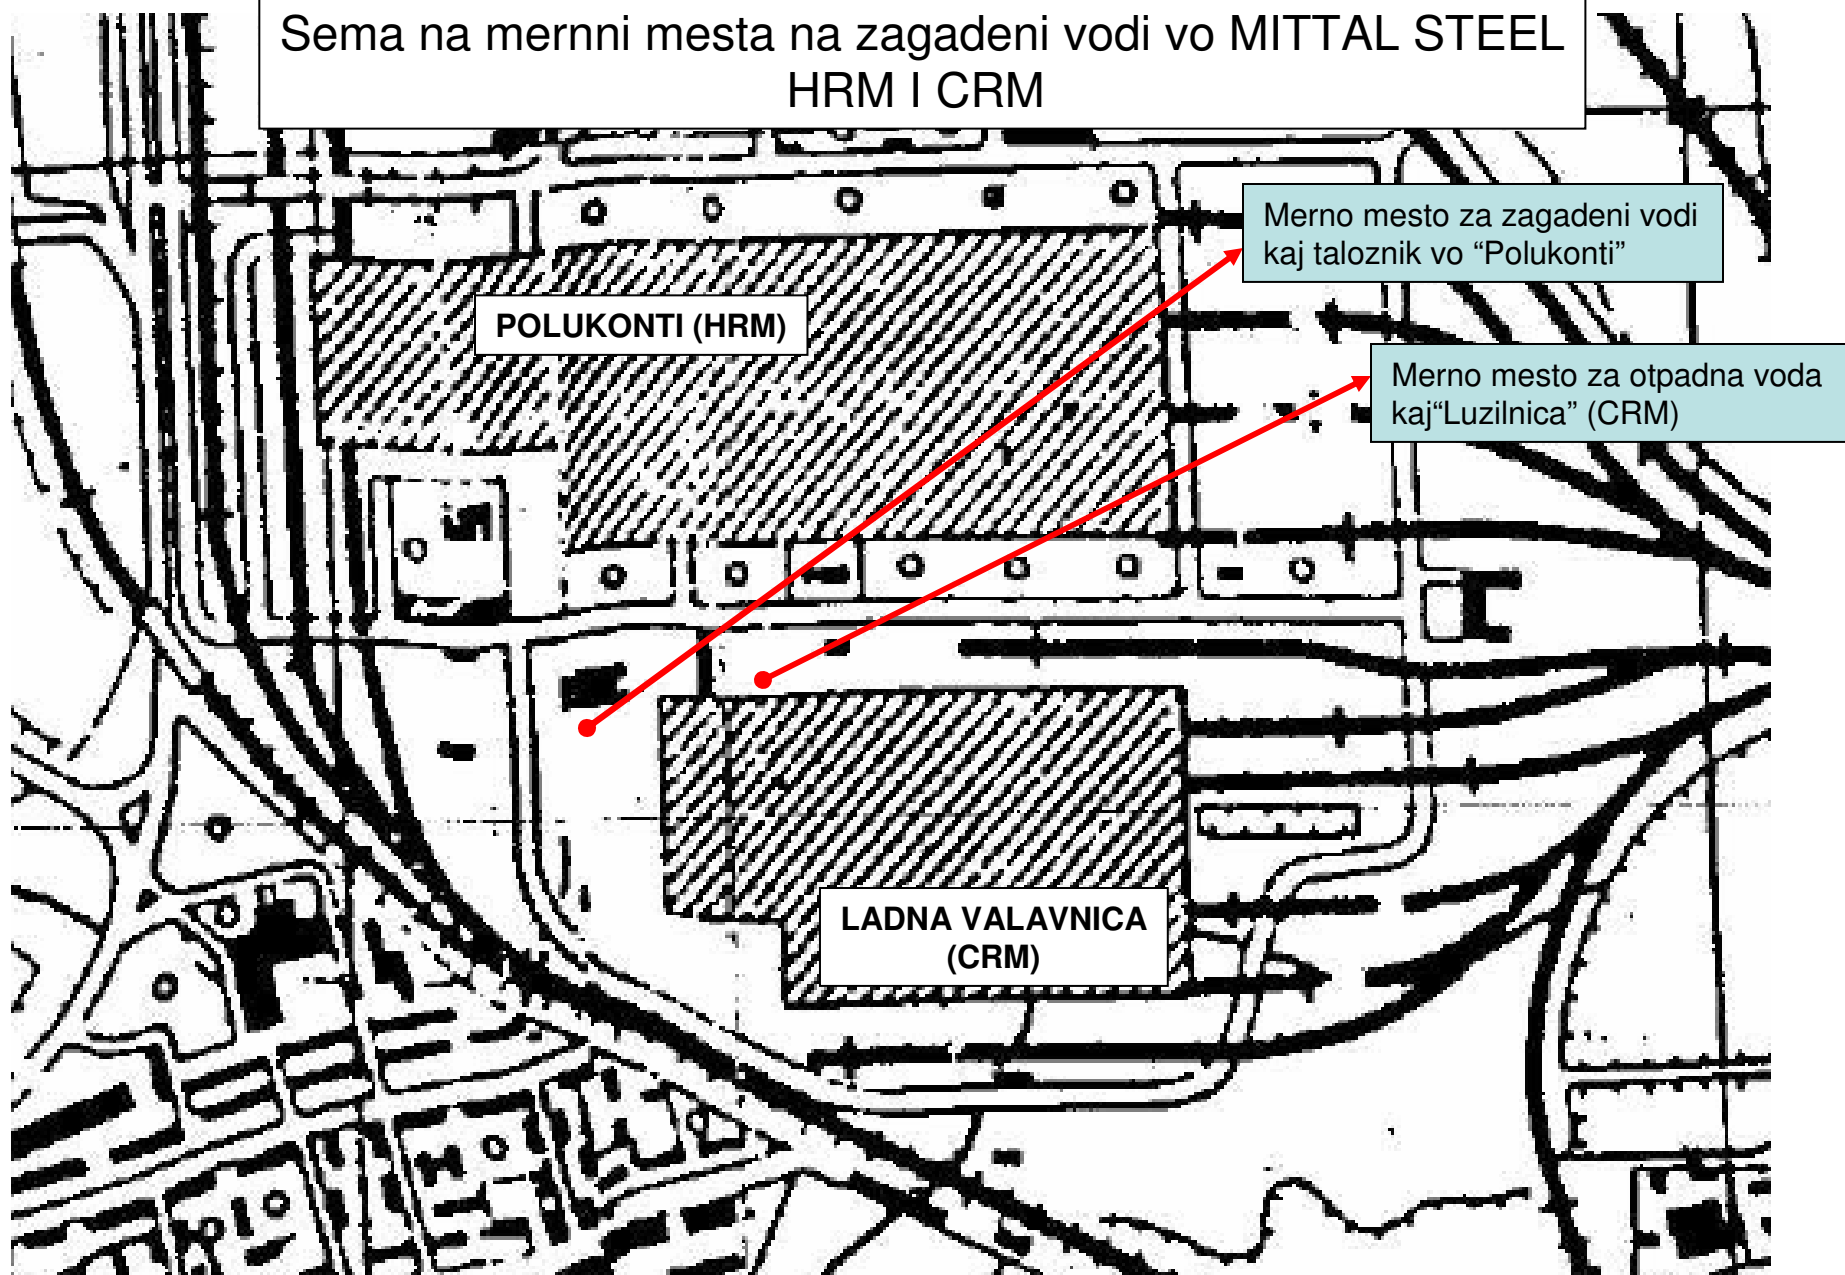 Sema na mernni mesta na zagadeni vodi vo MITTAL STEEL
HRM I CRM
Merno mesto za zagadeni vodi
kaj taloznik vo “Polukonti”
POLUKONTI (HRM)
Merno mesto za otpadna voda
kaj“Luzilnica” (CRM)
LADNA VALAVNICA
(CRM)